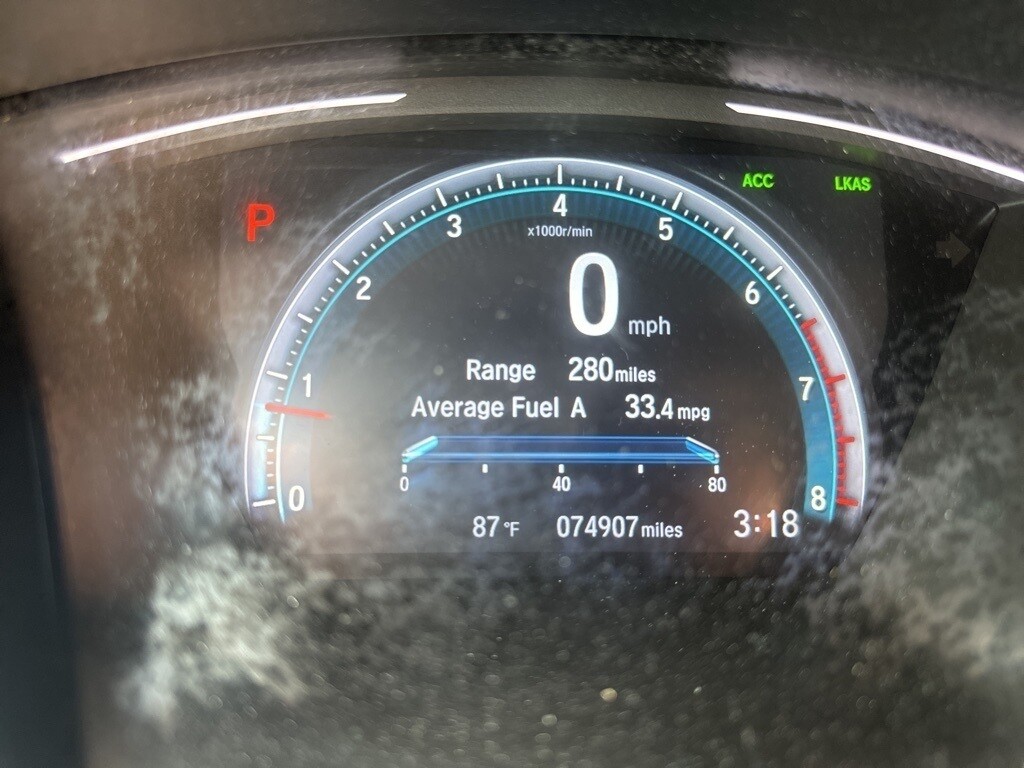 P
ACC LKAS
0 1 2 3 4 5 6 7 8
x1000r/min
0 mph
Range 280 miles
Average Fuel A 33.4 mpg
0 40 80
87 °F 074907 miles 3:18